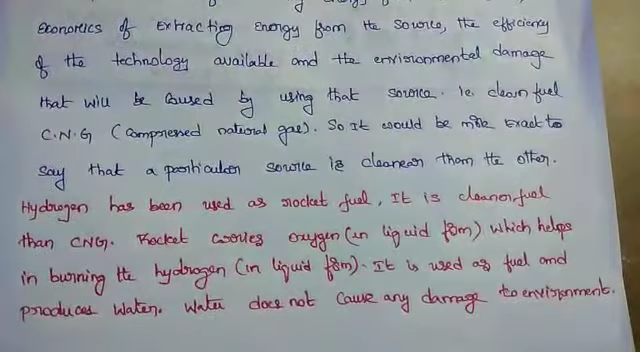 economics of Extracting Energy from the source, the efficiency
of the technology available and the environmental damage
that will be caused by using that source. ie. clean fuel
C.N.G (compressed natural gas). So It would be more Exact to
say that a particular source is cleaner than the other.
Hydrogen has been used as rocket fuel, It is cleaner fuel
than CNG. Rocket carries oxygen (in liquid form) which helps
in burning the hydrogen (in liquid form). It is used as fuel and
produces water. Water does not cause any damage to environment.